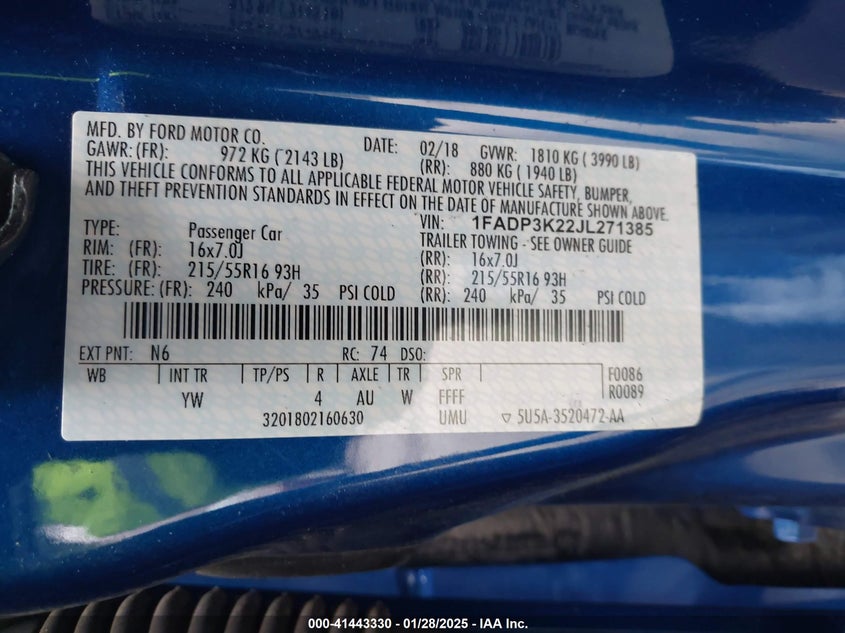 MFD. BY FORD MOTOR CO. DATE: 02/18 GVWR: 1810 KG ( 3990 LB)
GAWR: (FR): 972 KG ( 2143 LB) (RR): 880 KG ( 1940 LB)
THIS VEHICLE CONFORMS TO ALL APPLICABLE FEDERAL MOTOR VEHICLE SAFETY, BUMPER,
AND THEFT PREVENTION STANDARDS IN EFFECT ON THE DATE OF MANUFACTURE SHOWN ABOVE.
VIN: 1FADP3K22JL271385
TYPE: Passenger Car TRAILER TOWING - SEE OWNER GUIDE
RIM: (FR): 16x7.0J (RR): 16x7.0J
TIRE: (FR): 215/55R16 93H (RR): 215/55R16 93H
PRESSURE: (FR): 240 kPa/ 35 PSI COLD (RR): 240 kPa/ 35 PSI COLD
EXT PNT: N6 RC: 74 DSO:
WB INT TR TP/PS R AXLE TR SPR F0086
YW 4 AU W FFFF R0089
3201802160630 UMU ▽ 5U5A-3520472-AA
000-41443330 - 01/28/2025 - IAA Inc.